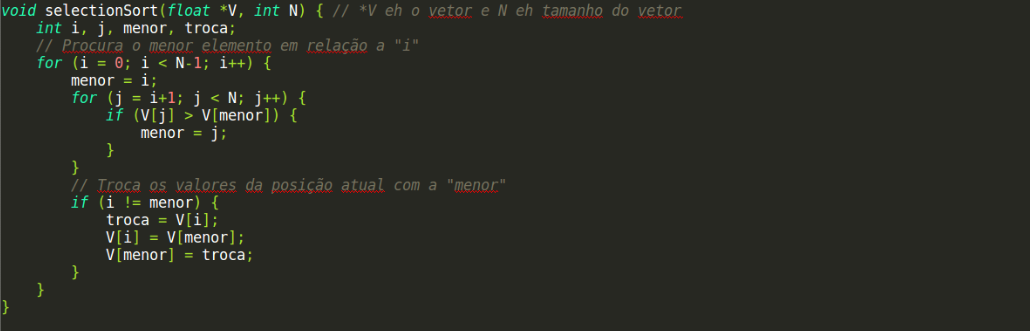 void selectionSort(float *V, int N) { // *V eh o vetor e N eh tamanho do vetor
    int i, j, menor, troca;
    // Procura o menor elemento em relação a "i"
    for (i = 0; i < N-1; i++) {
        menor = i;
        for (j = i+1; j < N; j++) {
            if (V[j] > V[menor]) {
                menor = j;
            }
        }
        // Troca os valores da posição atual com a "menor"
        if (i != menor) {
            troca = V[i];
            V[i] = V[menor];
            V[menor] = troca;
        }
    }
}